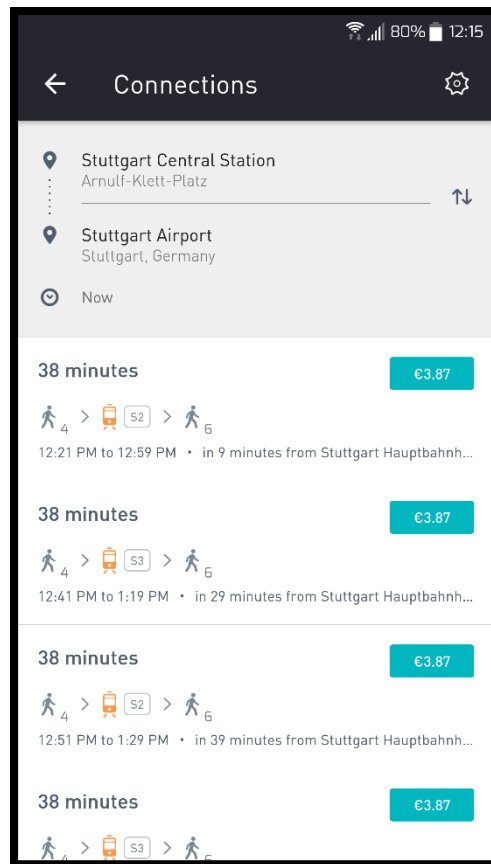 80% 12:15
Connections
Stuttgart Central Station
Arnulf-Klett-Platz
Stuttgart Airport
Stuttgart, Germany
Now
38 minutes €3.87
4 > S2 > 6
12:21 PM to 12:59 PM • in 9 minutes from Stuttgart Hauptbahnh...
38 minutes €3.87
4 > S3 > 6
12:41 PM to 1:19 PM • in 29 minutes from Stuttgart Hauptbahnh...
38 minutes €3.87
4 > S2 > 6
12:51 PM to 1:29 PM • in 39 minutes from Stuttgart Hauptbahnh...
38 minutes €3.87
4 > S3 > 6